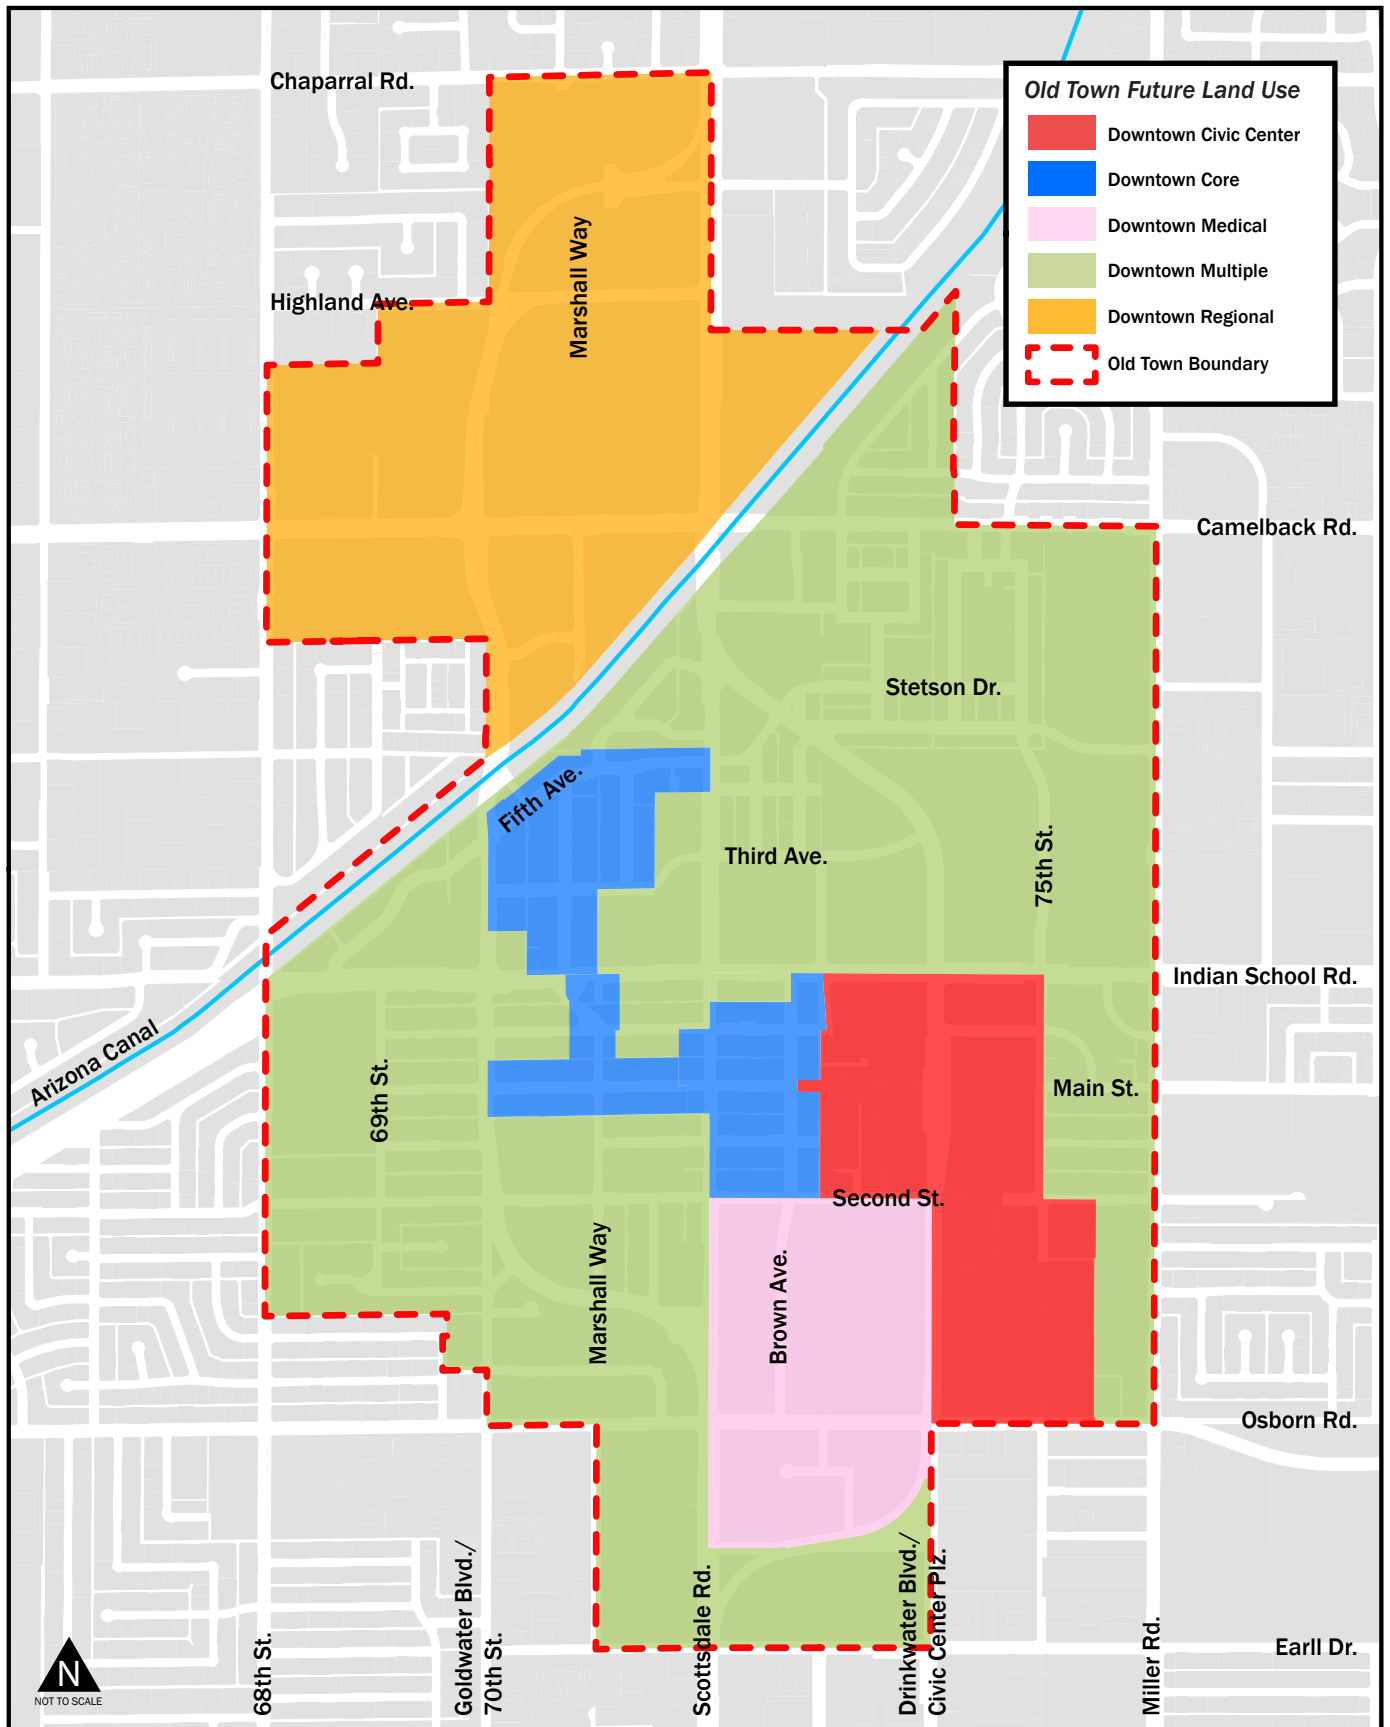 Chaparral Rd.
Old Town Future Land Use
Downtown Civic Center
Downtown Core
Downtown Medical
Downtown Multiple
Downtown Regional
Old Town Boundary
Marshall Way
Highland Ave.
Camelback Rd.
Stetson Dr.
Fifth Ave.
Third Ave.
75th St.
Indian School Rd.
Arizona Canal
69th St.
Main St.
Second St.
Marshall Way
Brown Ave.
Osborn Rd.
Earll Dr.
N
NOT TO SCALE
68th St.
Goldwater Blvd./
70th St.
Scottsdale Rd.
Drinkwater Blvd./
Civic Center Plz.
Miller Rd.